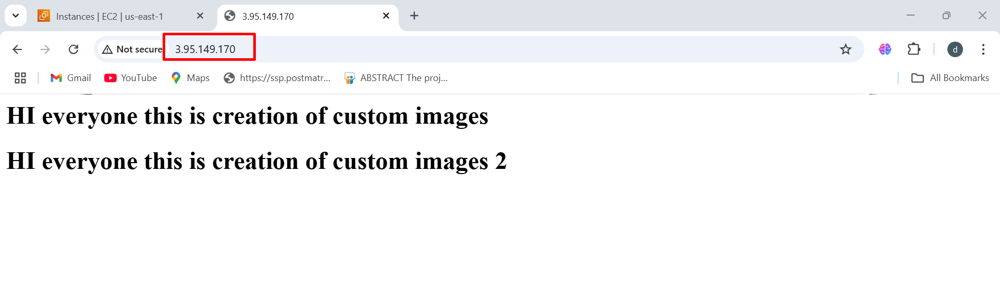 Instances | EC2 | us-east-1
3.95.149.170
Not secure 3.95.149.170
d
Gmail YouTube Maps https://ssp.postmatr... ABSTRACT The proj... All Bookmarks
HI everyone this is creation of custom images
HI everyone this is creation of custom images 2